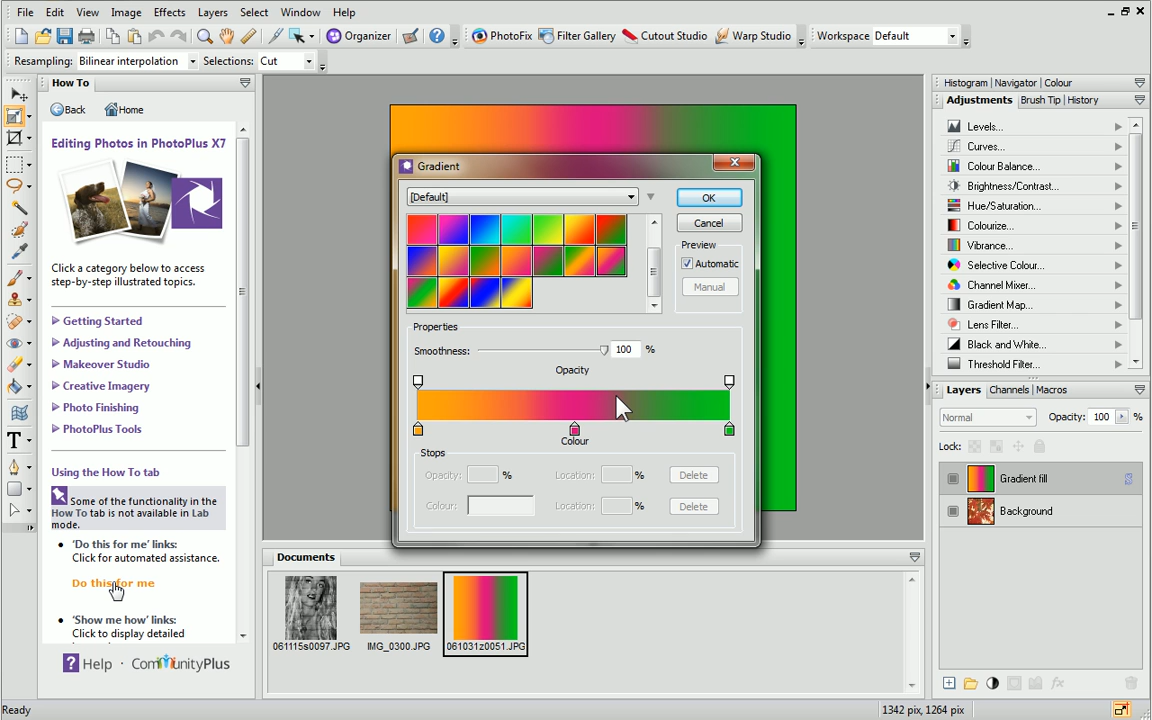 File Edit View Image Effects Layers Select Window Help
Organizer PhotoFix Filter Gallery Cutout Studio Warp Studio Workspace Default
Resampling: Bilinear interpolation Selections: Cut
How To
Back Home
Editing Photos in PhotoPlus X7
Click a category below to access
step-by-step illustrated topics.
Getting Started
Adjusting and Retouching
Makeover Studio
Creative Imagery
Photo Finishing
PhotoPlus Tools
Using the How To tab
Some of the functionality in the
How To tab is not available in Lab
mode.
'Do this for me' links:
Click for automated assistance.
Do this for me
'Show me how' links:
Click to display detailed
Help · CommunityPlus
Gradient
[Default]
OK
Cancel
Preview
Automatic
Manual
Properties
Smoothness: 100 %
Opacity
Colour
Stops
Opacity: % Location: % Delete
Colour: Location: % Delete
Documents
061115s0097.JPG IMG_0300.JPG 061031z0051.JPG
Histogram | Navigator | Colour
Adjustments Brush Tip | History
Levels...
Curves...
Colour Balance...
Brightness/Contrast...
Hue/Saturation...
Colourize...
Vibrance...
Selective Colour...
Channel Mixer...
Gradient Map...
Lens Filter...
Black and White...
Threshold Filter...
Layers Channels | Macros
Normal Opacity: 100 %
Lock:
Gradient fill
Background
Ready 1342 pix, 1264 pix